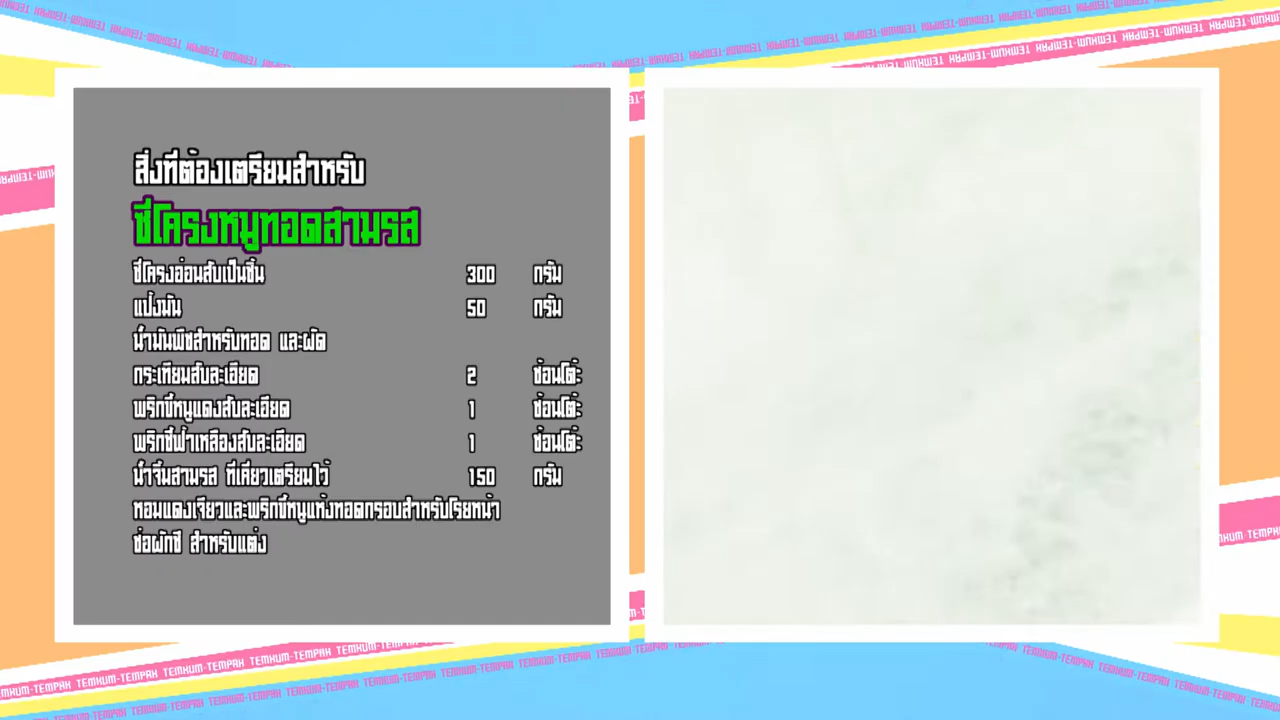 สิ่งที่ต้องเตรียมสำหรับ
ซี่โครงหมูทอดสามรส
ซี่โครงอ่อนสับเป็นชิ้น 300 กรัม
แป้งมัน 50 กรัม
น้ำมันพืชสำหรับทอด และผัด
กระเทียมสับละเอียด 2 ช้อนโต๊ะ
พริกขี้หนูแดงสับละเอียด 1 ช้อนโต๊ะ
พริกชี้ฟ้าเหลืองสับละเอียด 1 ช้อนโต๊ะ
น้ำจิ้มสามรส ที่เคี่ยวเตรียมไว้ 150 กรัม
หอมแดงเจียวและพริกขี้หนูแห้งทอดกรอบสำหรับโรยหน้า
ช่อผักชี สำหรับแต่ง
TEMHUM-TEMPAH TEMHUM-TEMPAH TEMHUM-TEMPAH